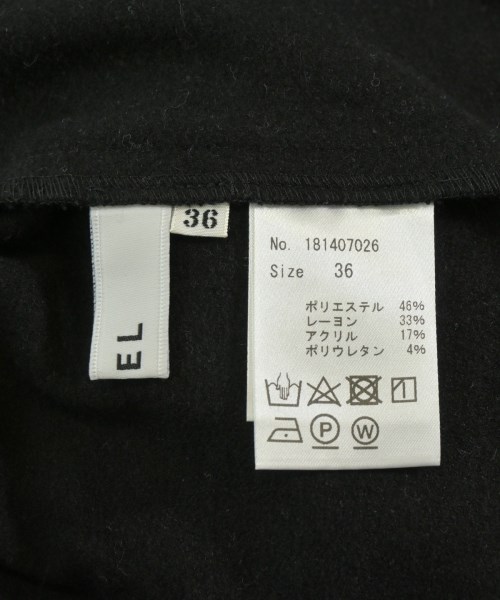 36
EL
No. 181407026
Size 36
ポリエステル 46%
レーヨン 33%
アクリル 17%
ポリウレタン 4%
P W